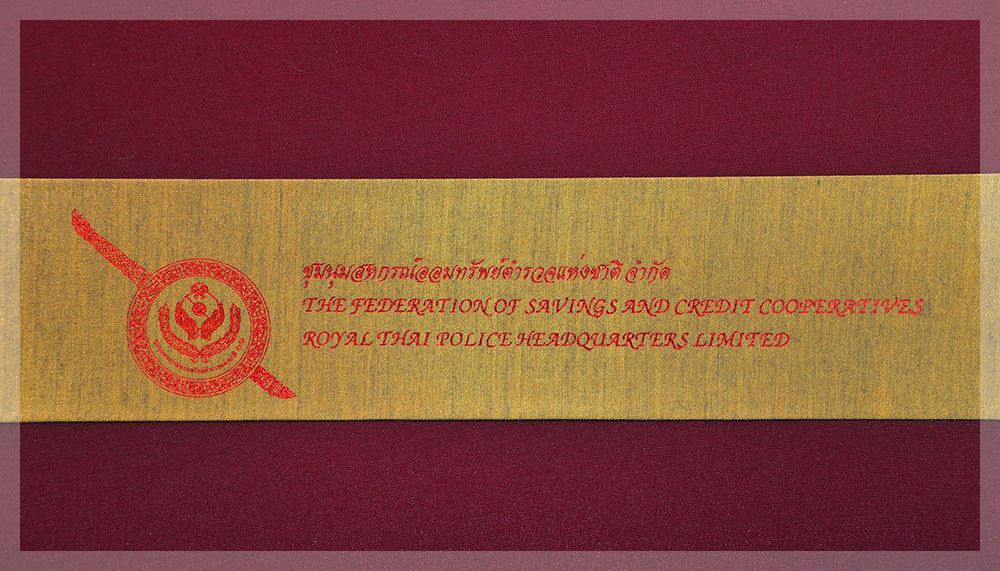 ชุมนุมสหกรณ์ออมทรัพย์ตำรวจแห่งชาติ จำกัด
THE FEDERATION OF SAVINGS AND CREDIT COOPERATIVES
ROYAL THAI POLICE HEADQUARTERS LIMITED